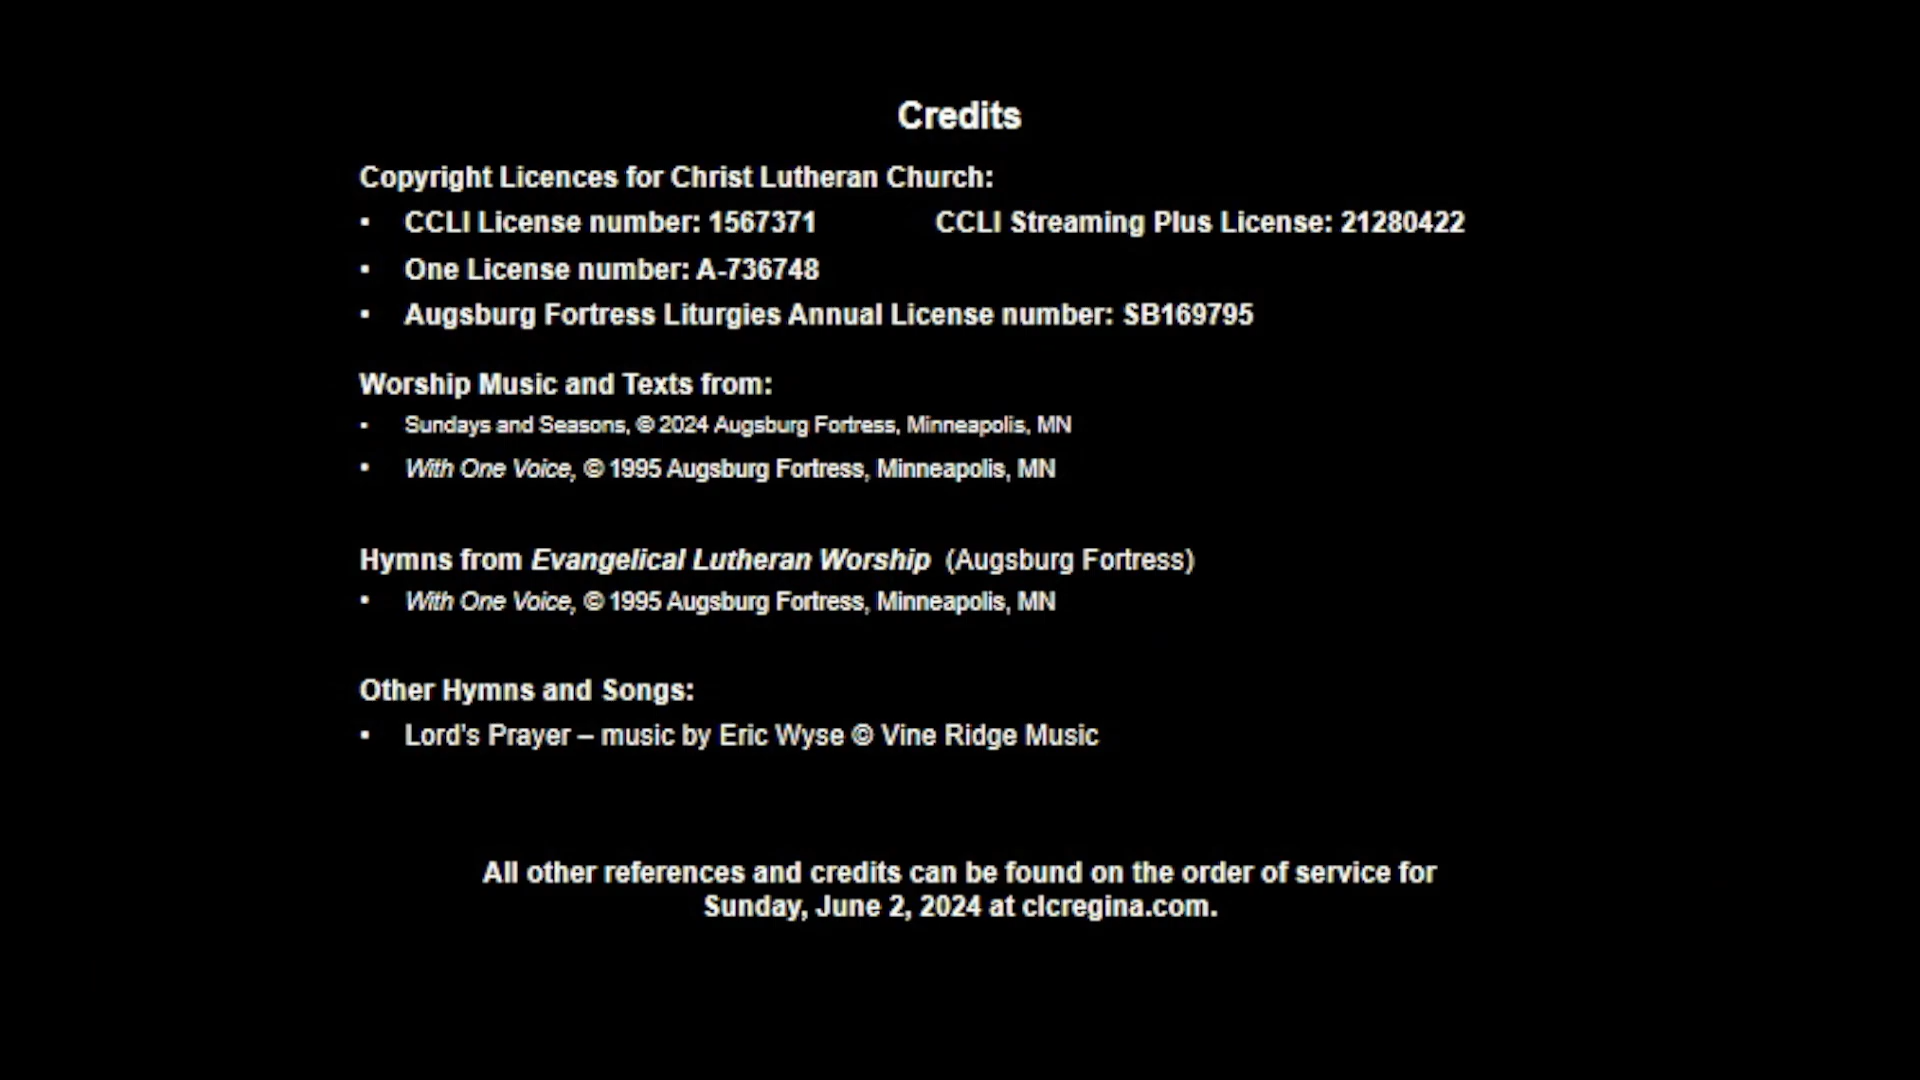 Credits
Copyright Licences for Christ Lutheran Church:
▪ CCLI License number: 1567371 CCLI Streaming Plus License: 21280422
▪ One License number: A-736748
▪ Augsburg Fortress Liturgies Annual License number: SB169795
Worship Music and Texts from:
▪ Sundays and Seasons, © 2024 Augsburg Fortress, Minneapolis, MN
▪ With One Voice, © 1995 Augsburg Fortress, Minneapolis, MN
Hymns from Evangelical Lutheran Worship (Augsburg Fortress)
▪ With One Voice, © 1995 Augsburg Fortress, Minneapolis, MN
Other Hymns and Songs:
▪ Lord's Prayer – music by Eric Wyse © Vine Ridge Music
All other references and credits can be found on the order of service for
Sunday, June 2, 2024 at clcregina.com.